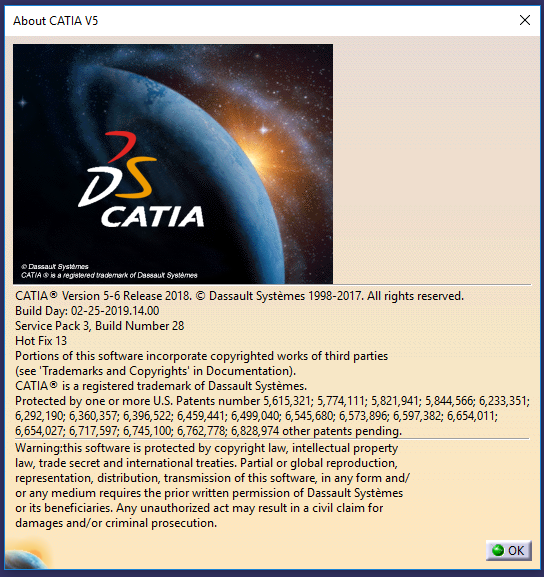 About CATIA V5
CATIA
© Dassault Systèmes
CATIA ® is a registered trademark of Dassault Systèmes
CATIA® Version 5-6 Release 2018. © Dassault Systèmes 1998-2017. All rights reserved.
Build Day: 02-25-2019.14.00
Service Pack 3, Build Number 28
Hot Fix 13
Portions of this software incorporate copyrighted works of third parties
(see 'Trademarks and Copyrights' in Documentation).
CATIA® is a registered trademark of Dassault Systèmes.
Protected by one or more U.S. Patents number 5,615,321; 5,774,111; 5,821,941; 5,844,566; 6,233,351;
6,292,190; 6,360,357; 6,396,522; 6,459,441; 6,499,040; 6,545,680; 6,573,896; 6,597,382; 6,654,011;
6,654,027; 6,717,597; 6,745,100; 6,762,778; 6,828,974 other patents pending.
Warning:this software is protected by copyright law, intellectual property
law, trade secret and international treaties. Partial or global reproduction,
representation, distribution, transmission of this software, in any form and/
or any medium requires the prior written permission of Dassault Systèmes
or its beneficiaries. Any unauthorized act may result in a civil claim for
damages and/or criminal prosecution.
OK